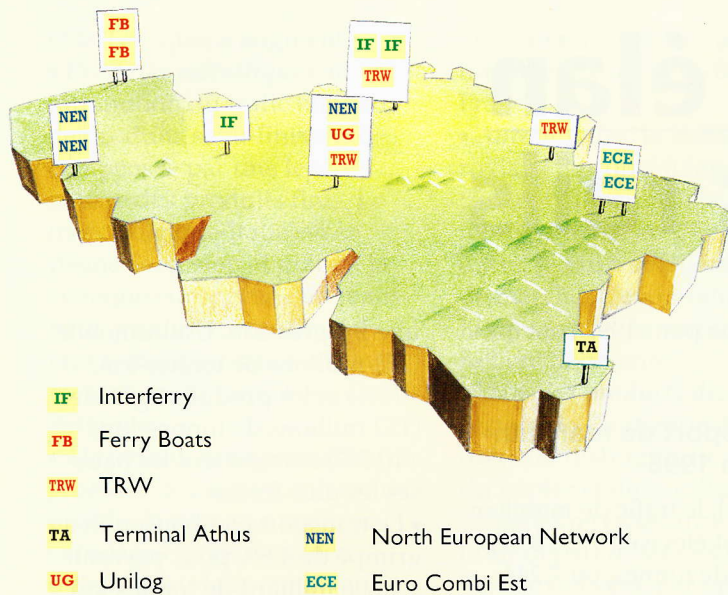 FB
FB
IF IF
TRW
NEN
NEN
IF
NEN
UG
TRW
TRW
ECE
ECE
TA
IF Interferry
FB Ferry Boats
TRW TRW
TA Terminal Athus
NEN North European Network
UG Unilog
ECE Euro Combi Est
élan